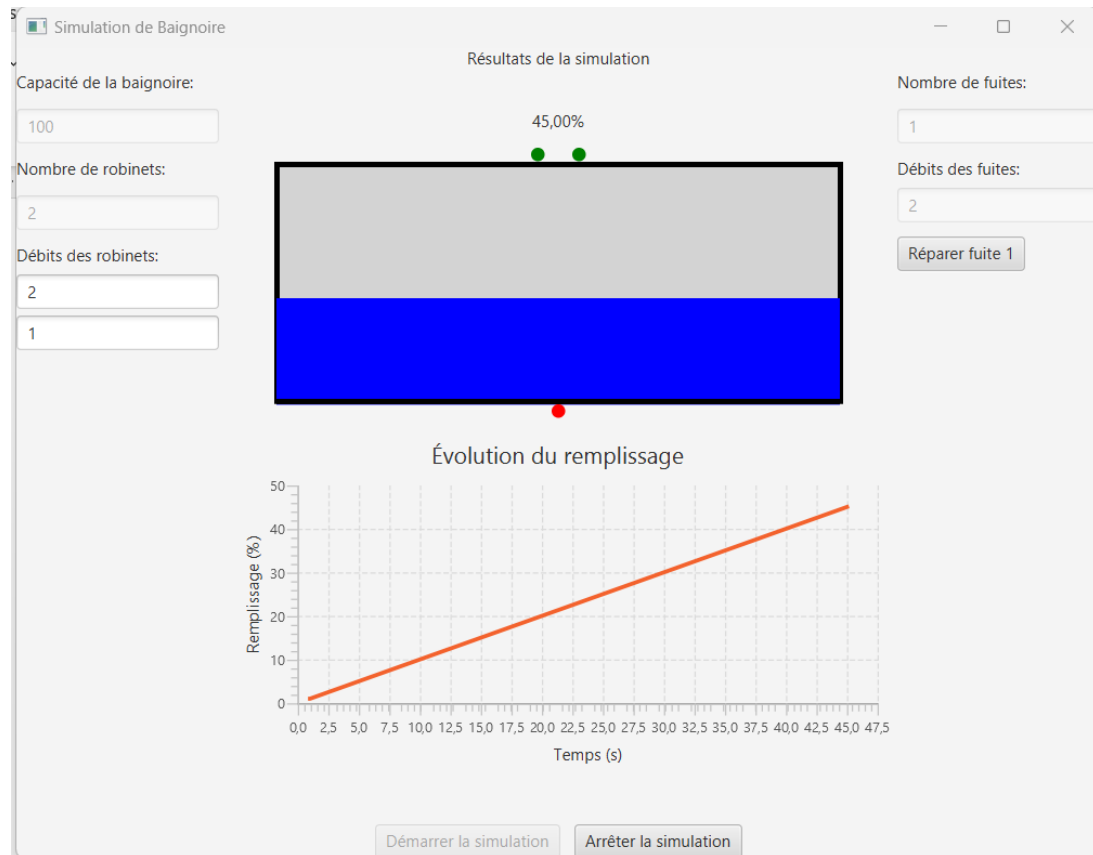 Simulation de Baignoire
Résultats de la simulation
Capacité de la baignoire:
100
Nombre de robinets:
2
Débits des robinets:
2
1
45,00%
Nombre de fuites:
1
Débits des fuites:
2
Réparer fuite 1
Évolution du remplissage
Remplissage (%)
50
40
30
20
10
0
0,0 2,5 5,0 7,5 10,0 12,5 15,0 17,5 20,0 22,5 25,0 27,5 30,0 32,5 35,0 37,5 40,0 42,5 45,0 47,5
Temps (s)
Démarrer la simulation
Arrêter la simulation